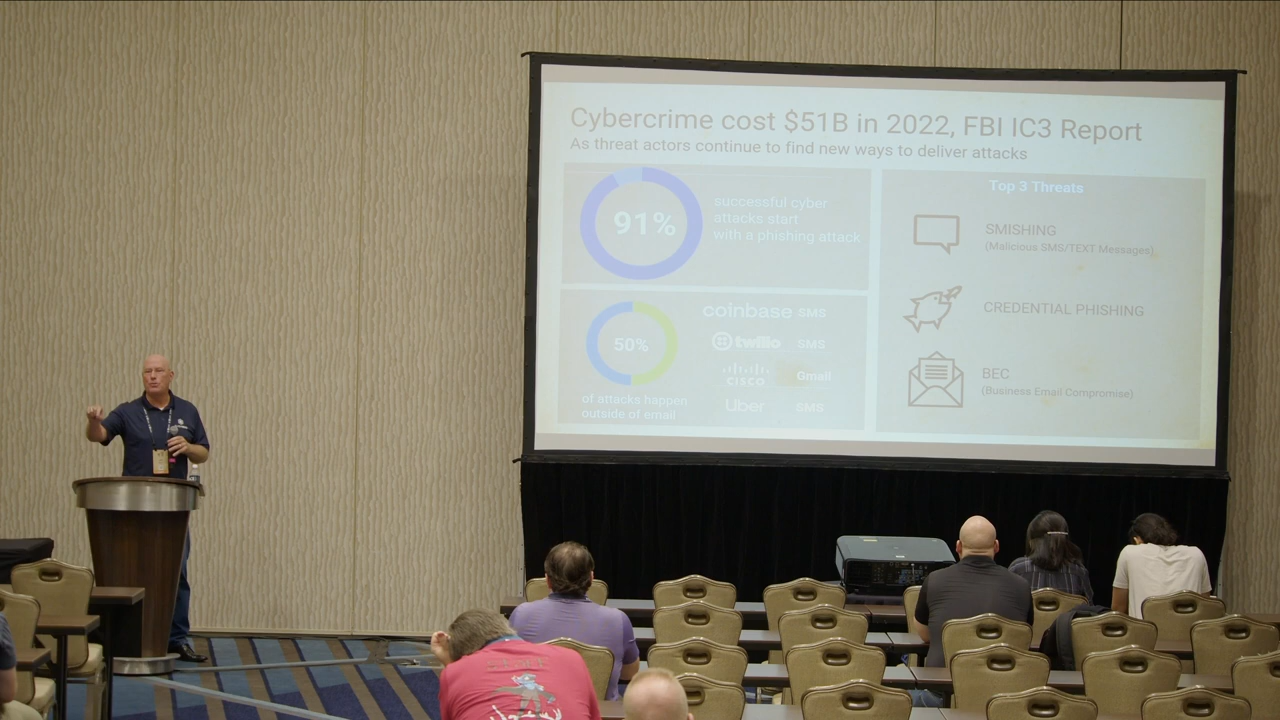 Cybercrime cost $51B in 2022, FBI IC3 Report
As threat actors continue to find new ways to deliver attacks
91%
successful cyber
attacks start
with a phishing attack
50%
of attacks happen
outside of email
coinbase SMS
twilio SMS
CISCO Gmail
Uber SMS
Top 3 Threats
SMISHING
(Malicious SMS/TEXT Messages)
CREDENTIAL PHISHING
BEC
(Business Email Compromise)